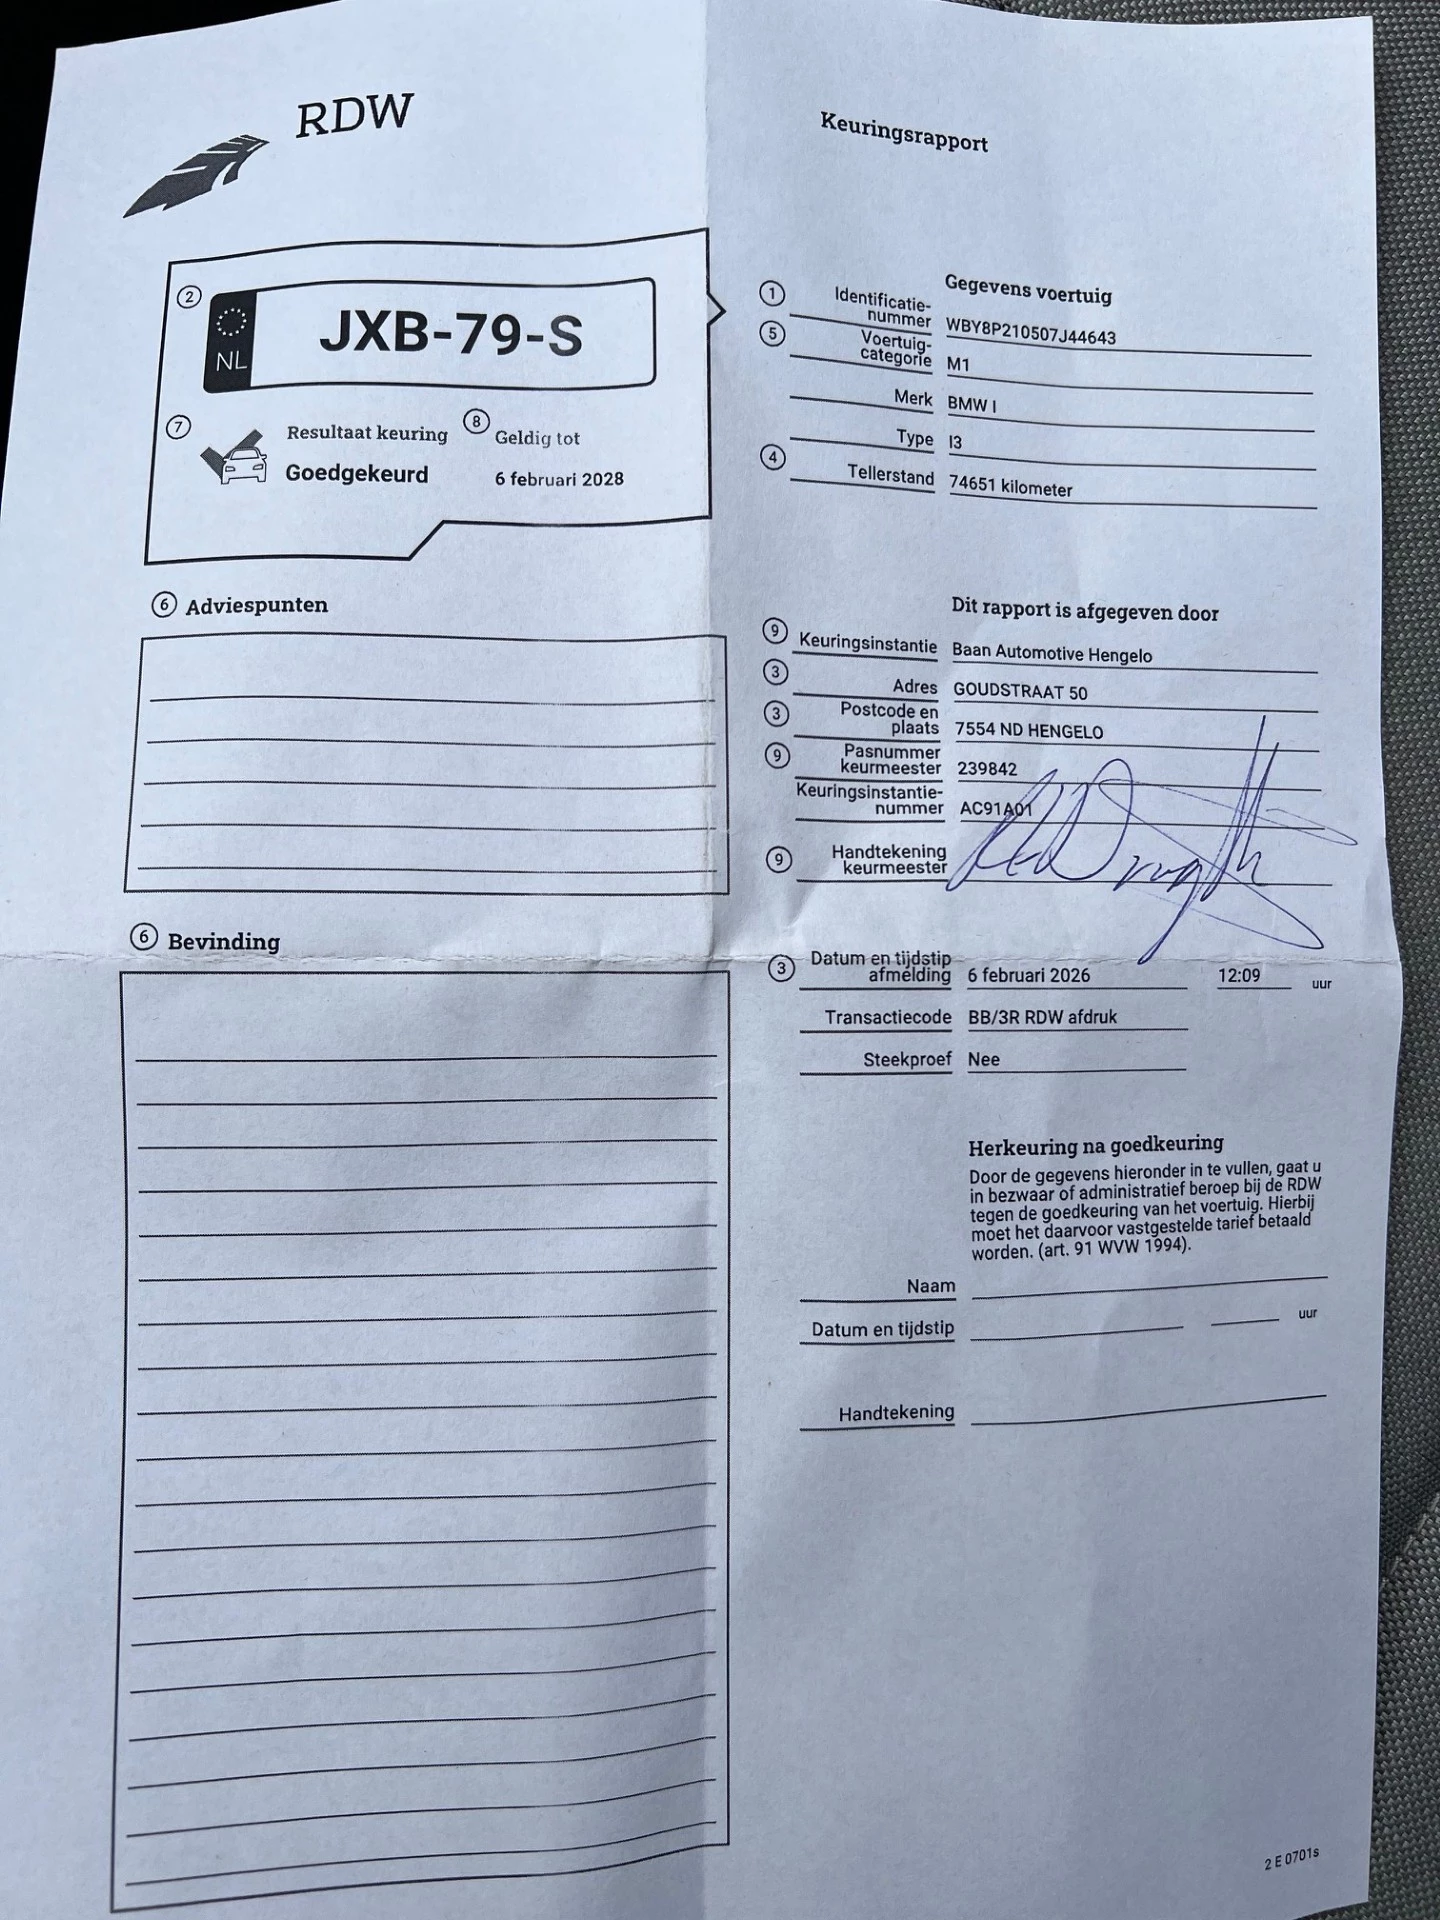 RDW
Keuringsrapport
2
NL
JXB-79-S
7
Resultaat keuring
Goedgekeurd
8
Geldig tot
6 februari 2028
Gegevens voertuig
1 Identificatie-
nummer WBY8P210507J44643
5 Voertuig-
categorie M1
Merk BMW I
Type I3
4 Tellerstand 74651 kilometer
6 Adviespunten
Dit rapport is afgegeven door
9 Keuringsinstantie Baan Automotive Hengelo
3 Adres GOUDSTRAAT 50
3 Postcode en
plaats 7554 ND HENGELO
9 Pasnummer
keurmeester 239842
Keuringsinstantie-
nummer AC91A01
9 Handtekening
keurmeester
6 Bevinding
3 Datum en tijdstip
afmelding 6 februari 2026 12:09 uur
Transactiecode BB/3R RDW afdruk
Steekproef Nee
Herkeuring na goedkeuring
Door de gegevens hieronder in te vullen, gaat u
in bezwaar of administratief beroep bij de RDW
tegen de goedkeuring van het voertuig. Hierbij
moet het daarvoor vastgestelde tarief betaald
worden. (art. 91 WVW 1994).
Naam
Datum en tijdstip uur
Handtekening
2 E 0701s